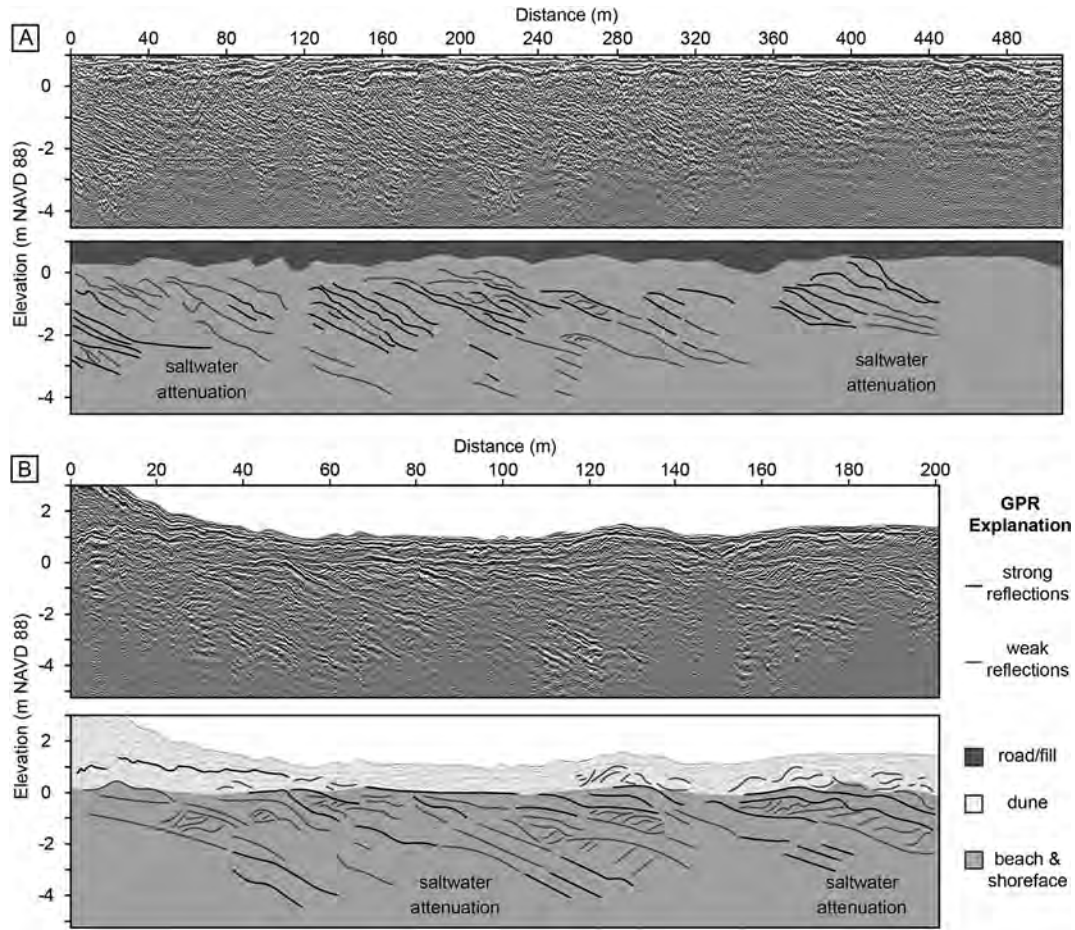 Distance (m)
A
0 40 80 120 160 200 240 280 320 360 400 440 480
Elevation (m NAVD 88)
0
-2
-4
0
-2
-4
saltwater
attenuation
saltwater
attenuation
B
Distance (m)
0 20 40 60 80 100 120 140 160 180 200
Elevation (m NAVD 88)
2
0
-2
-4
2
0
-2
-4
saltwater
attenuation
saltwater
attenuation
GPR
Explanation
strong
reflections
weak
reflections
road/fill
dune
beach &
shoreface